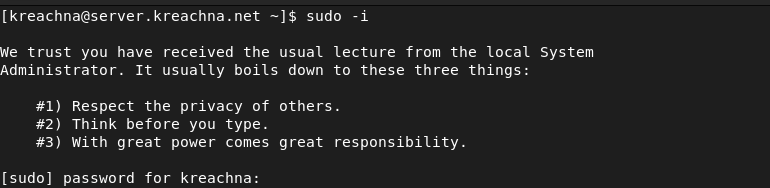 [kreachna@server.kreachna.net ~]$ sudo -i
We trust you have received the usual lecture from the local System
Administrator. It usually boils down to these three things:
#1) Respect the privacy of others.
#2) Think before you type.
#3) With great power comes great responsibility.
[sudo] password for kreachna: